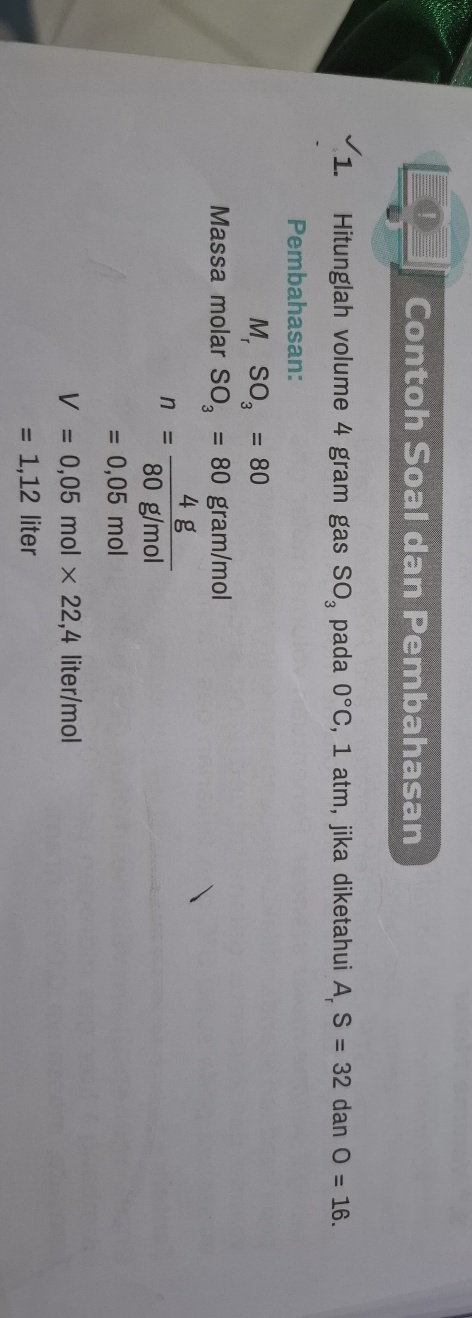 Contoh Soal dan Pembahasan
✓1. Hitunglah volume 4 gram gas SO₃ pada 0°C, 1 atm, jika diketahui Aᵣ S = 32 dan O = 16.
Pembahasan:
Mᵣ SO₃ = 80
Massa molar SO₃ = 80 gram/mol
n = 4 g / 80 g/mol
= 0,05 mol
V = 0,05 mol × 22,4 liter/mol
= 1,12 liter